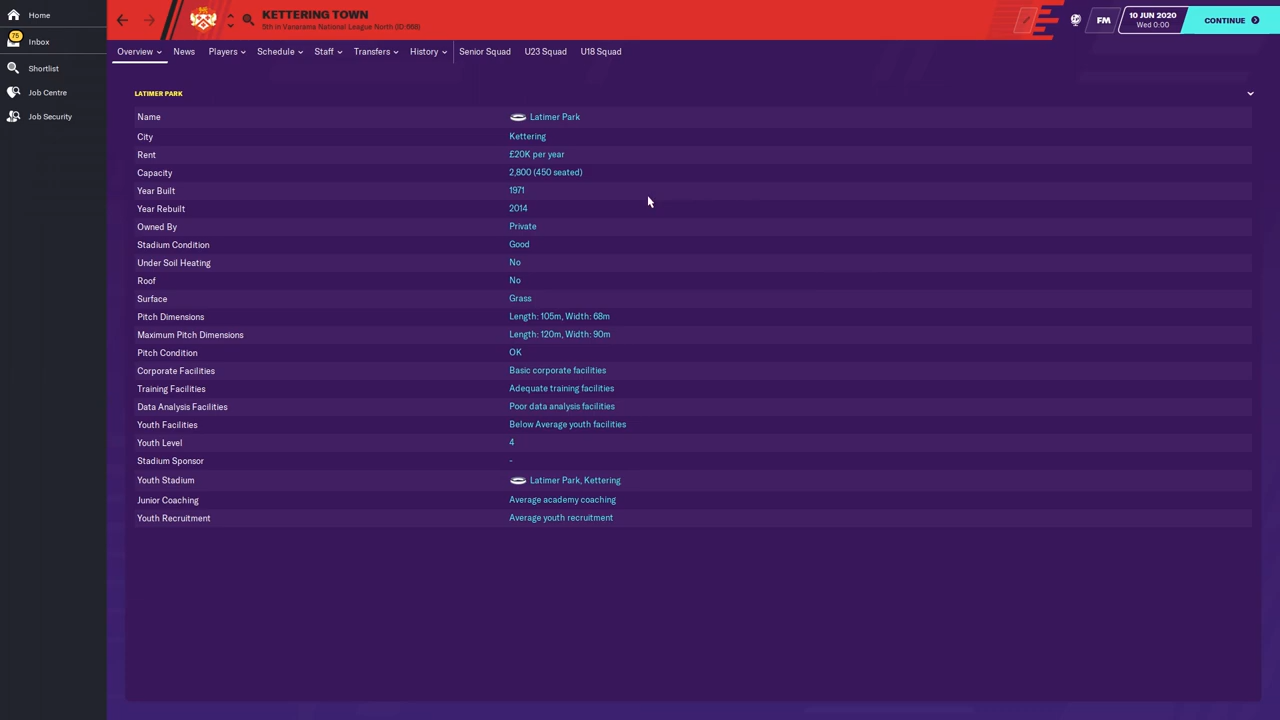 Home
75
Inbox
Shortlist
Job Centre
Job Security
KETTERING TOWN
5th in Vanarama National League North (ID:668)
FM
10 JUN 2020
Wed 0:00
CONTINUE
Overview
News
Players
Schedule
Staff
Transfers
History
Senior Squad
U23 Squad
U18 Squad
LATIMER PARK
Name Latimer Park
City Kettering
Rent £20K per year
Capacity 2,800 (450 seated)
Year Built 1971
Year Rebuilt 2014
Owned By Private
Stadium Condition Good
Under Soil Heating No
Roof No
Surface Grass
Pitch Dimensions Length: 105m, Width: 68m
Maximum Pitch Dimensions Length: 120m, Width: 90m
Pitch Condition OK
Corporate Facilities Basic corporate facilities
Training Facilities Adequate training facilities
Data Analysis Facilities Poor data analysis facilities
Youth Facilities Below Average youth facilities
Youth Level 4
Stadium Sponsor -
Youth Stadium Latimer Park, Kettering
Junior Coaching Average academy coaching
Youth Recruitment Average youth recruitment